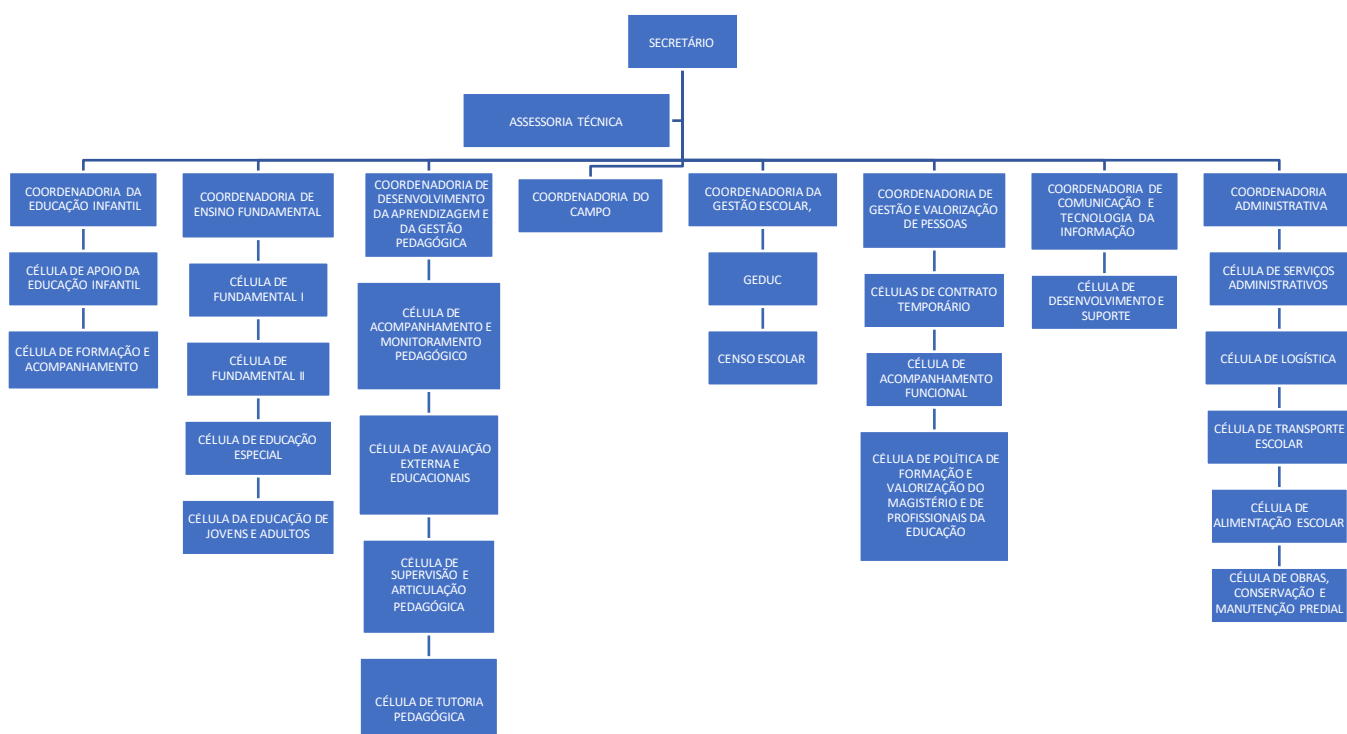 SECRETÁRIO
ASSESSORIA TÉCNICA
COORDENADORIA DA
EDUCAÇÃO INFANTIL
CÉLULA DE APOIO DA
EDUCAÇÃO INFANTIL
CÉLULA DE FORMAÇÃO E
ACOMPANHAMENTO
COORDENADORIA DE
ENSINO FUNDAMENTAL
CÉLULA DE
FUNDAMENTAL I
CÉLULA DE
FUNDAMENTAL II
CÉLULA DE EDUCAÇÃO
ESPECIAL
CÉLULA DA EDUCAÇÃO DE
JOVENS E ADULTOS
COORDENADORIA DE
DESENVOLVIMENTO
DA APRENDIZAGEM E
DA GESTÃO
PEDAGÓGICA
CÉLULA DE
ACOMPANHAMENTO E
MONITORAMENTO
PEDAGÓGICO
CÉLULA DE AVALIAÇÃO
EXTERNA E
EDUCACIONAIS
CÉLULA DE
SUPERVISÃO E
ARTICULAÇÃO
PEDAGÓGICA
CÉLULA DE TUTORIA
PEDAGÓGICA
COORDENADORIA DO
CAMPO
COORDENADORIA DA
GESTÃO ESCOLAR,
GEDUC
CENSO ESCOLAR
COORDENADORIA DE
GESTÃO E VALORIZAÇÃO
DE PESSOAS
CÉLULAS DE CONTRATO
TEMPORÁRIO
CÉLULA DE
ACOMPANHAMENTO
FUNCIONAL
CÉLULA DE POLÍTICA DE
FORMAÇÃO E
VALORIZAÇÃO DO
MAGISTÉRIO E DE
PROFISSIONAIS DA
EDUCAÇÃO
COORDENADORIA DE
COMUNICAÇÃO E
TECNOLOGIA DA
INFORMAÇÃO
CÉLULA DE
DESENVOLVIMENTO E
SUPORTE
COORDENADORIA
ADMINISTRATIVA
CÉLULA DE SERVIÇOS
ADMINISTRATIVOS
CÉLULA DE LOGÍSTICA
CÉLULA DE TRANSPORTE
ESCOLAR
CÉLULA DE
ALIMENTAÇÃO ESCOLAR
CÉLULA DE OBRAS,
CONSERVAÇÃO E
MANUTENÇÃO PREDIAL